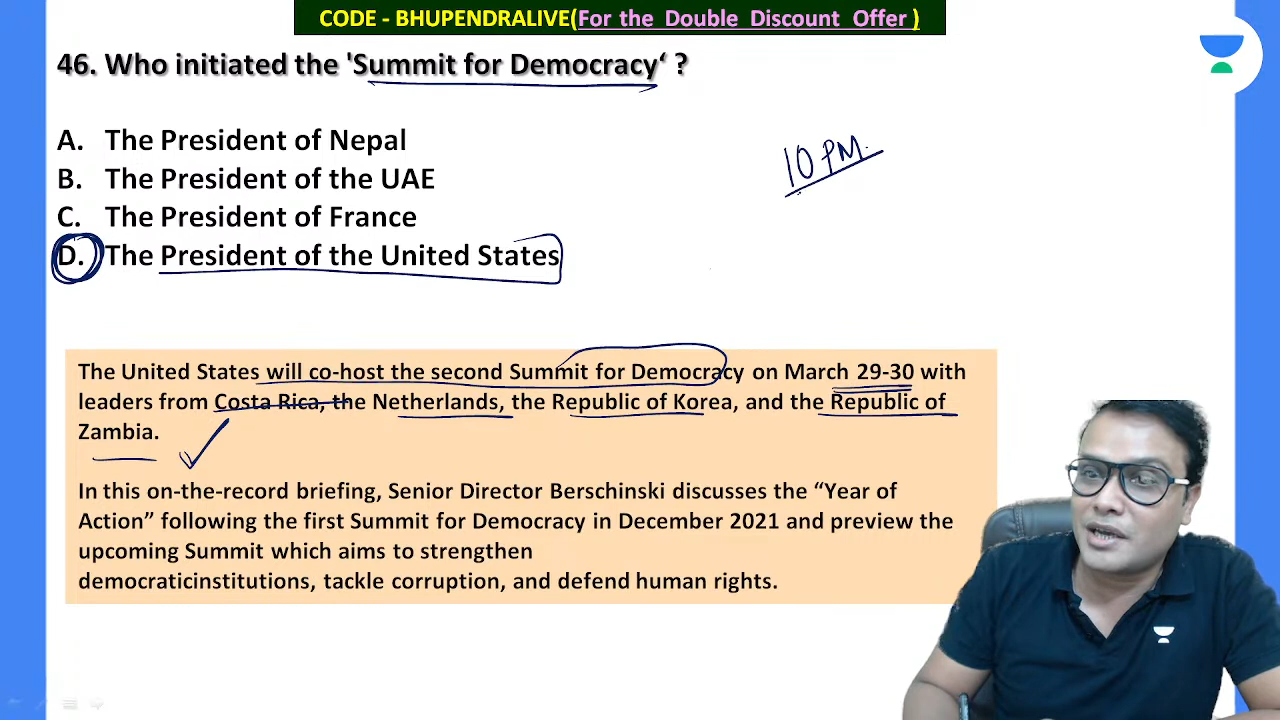 CODE - BHUPENDRALIVE(For the Double Discount Offer )
46. Who initiated the 'Summit for Democracy‘ ?
A. The President of Nepal
B. The President of the UAE
C. The President of France
D. The President of the United States
10 PM.
The United States will co-host the second Summit for Democracy on March 29-30 with
leaders from Costa Rica, the Netherlands, the Republic of Korea, and the Republic of
Zambia.
In this on-the-record briefing, Senior Director Berschinski discusses the “Year of
Action” following the first Summit for Democracy in December 2021 and preview the
upcoming Summit which aims to strengthen
democraticinstitutions, tackle corruption, and defend human rights.